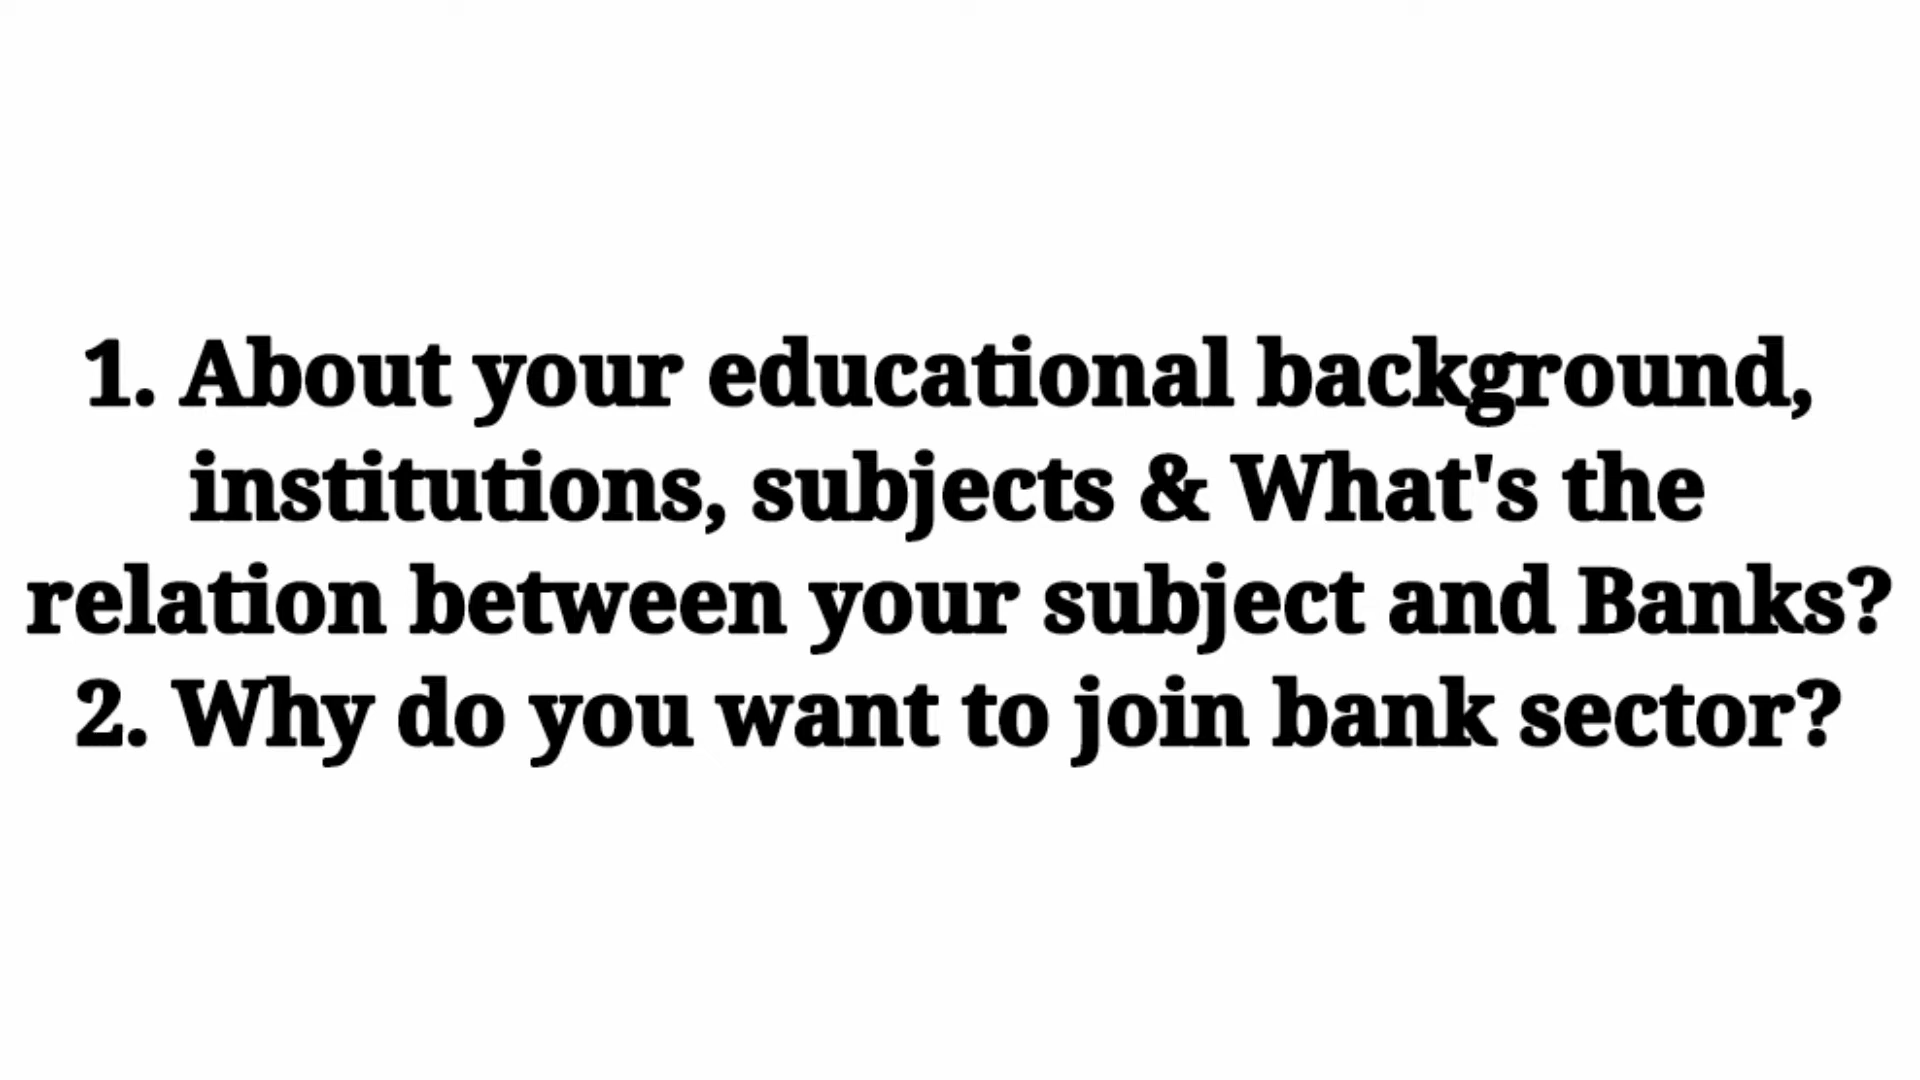 1. About your educational background,
institutions, subjects & What's the
relation between your subject and Banks?
2. Why do you want to join bank sector?